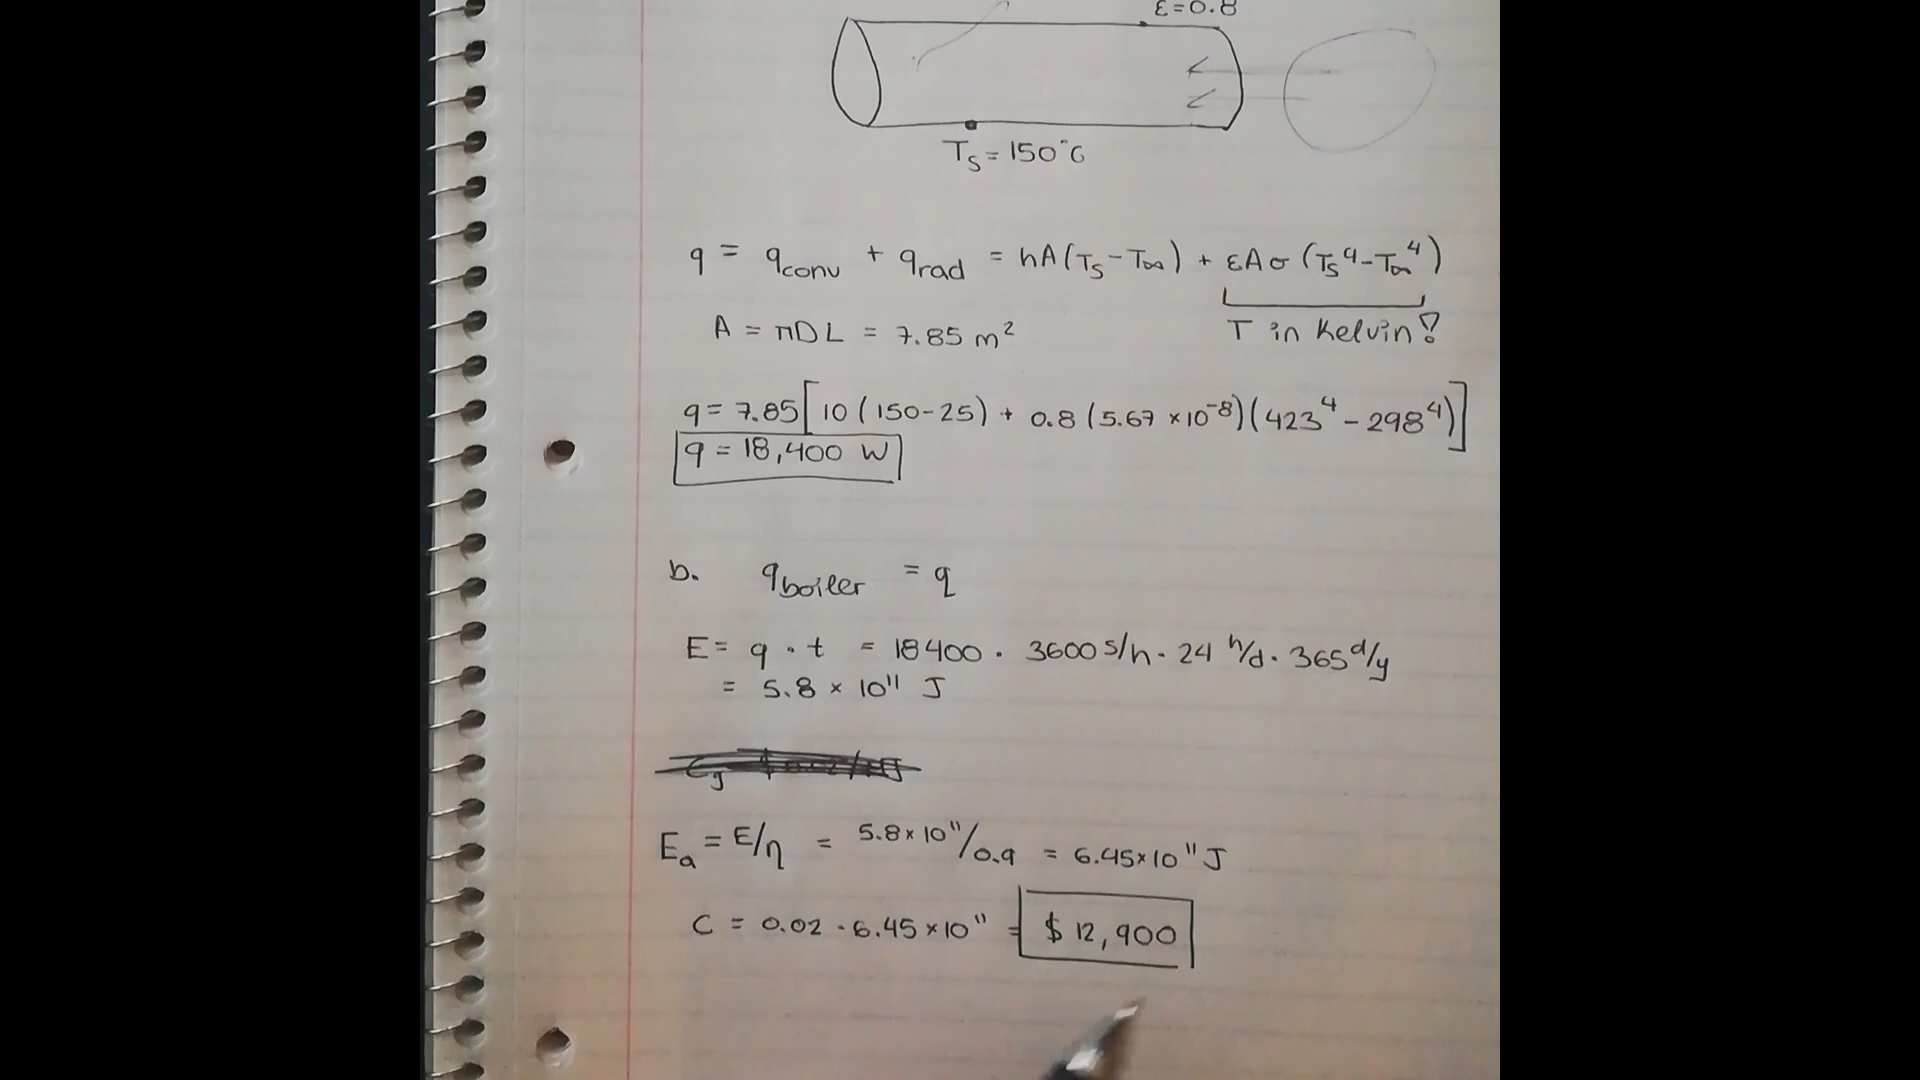 ε=0.8
Ts = 150°C
q = qconv + qrad = hA(Ts-T∞) + εAσ(Ts⁴-T∞⁴)
A = πDL = 7.85 m²
T in Kelvin!
q = 7.85[10(150-25) + 0.8(5.67×10⁻⁸)(423⁴-298⁴)]
q = 18,400 W
b. qboiler = q
E = q · t = 18400 · 3600 s/h · 24 h/d · 365 d/y
= 5.8 × 10¹¹ J
Ea = E/η = 5.8×10¹¹/0.9 = 6.45×10¹¹ J
C = 0.02 · 6.45×10¹¹ = $ 12,900